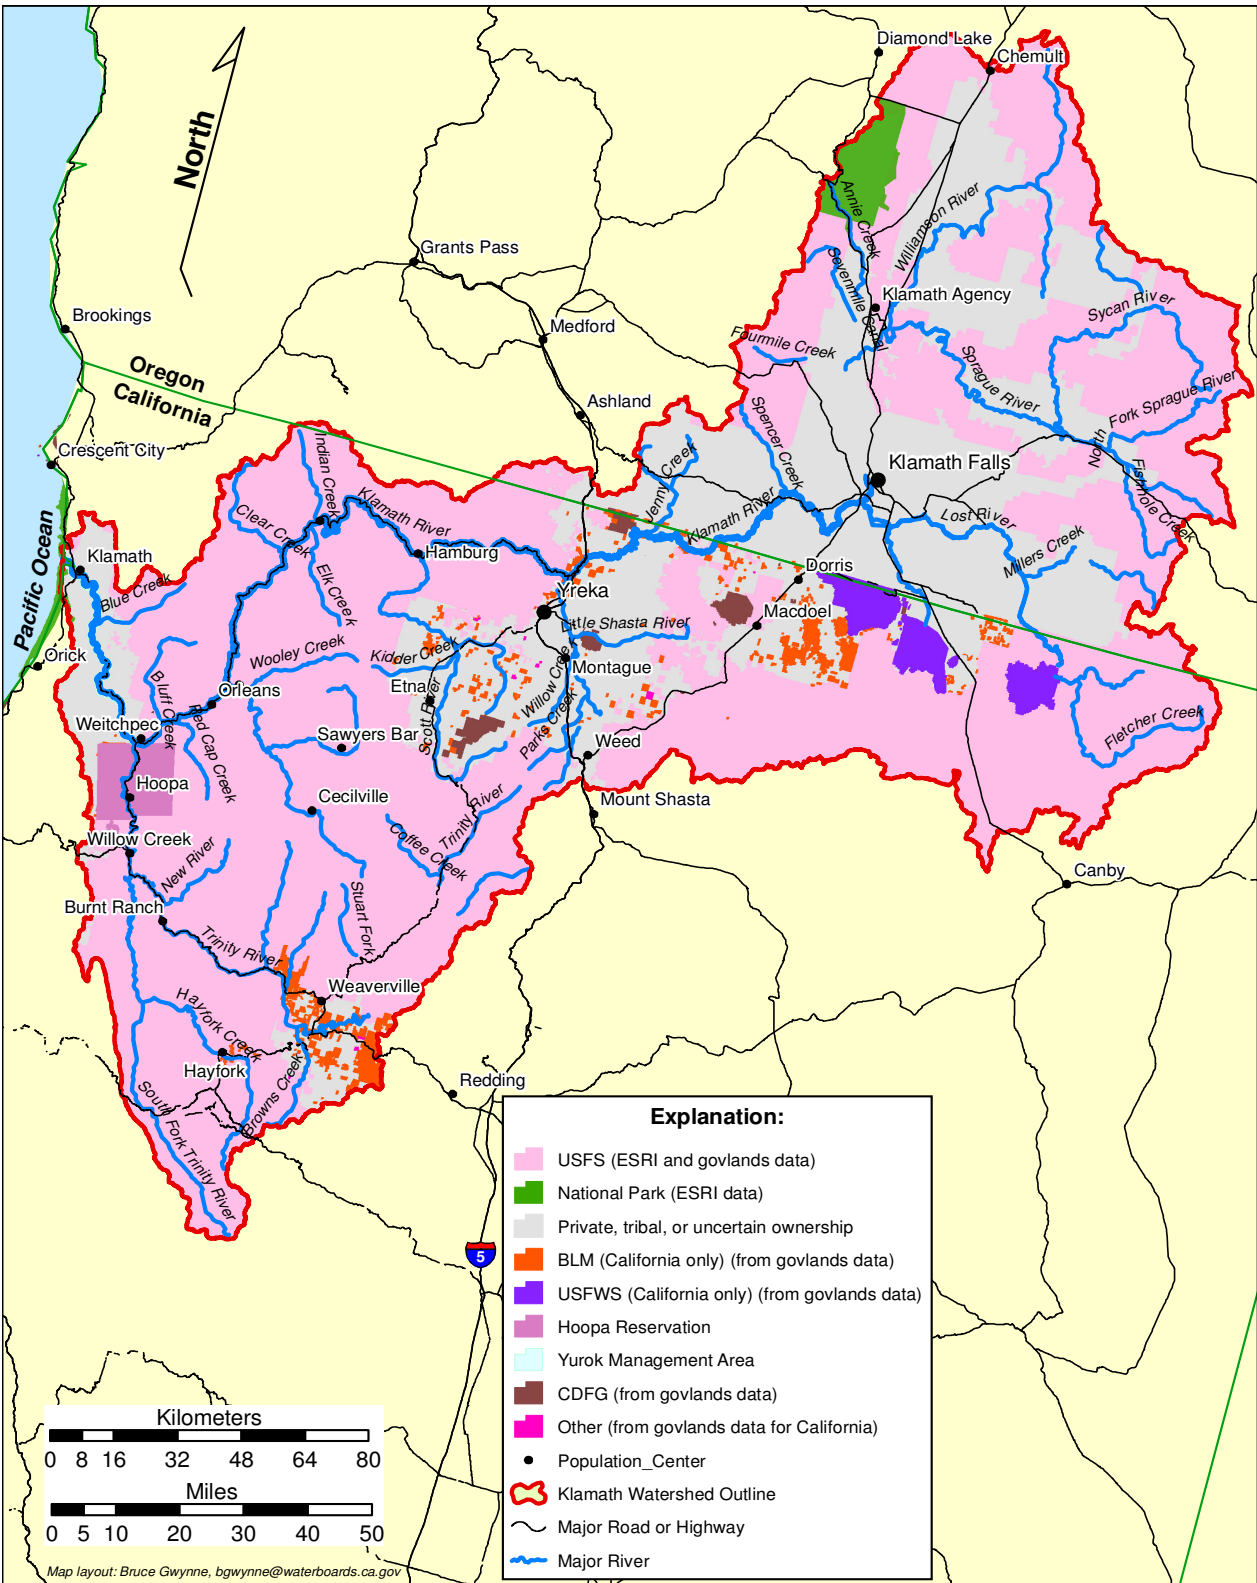 Diamond Lake
Chemult
North
Annie Creek
Williamson River
Grants Pass
Sevenmile Canal
Klamath Agency
Sycan River
Brookings
Medford
Fourmile Creek
Sprague River
Oregon
California
North Fork Sprague River
Ashland
Spencer Creek
Crescent City
Indian Creek
Klamath Falls
Fishhole Creek
Jenny Creek
Klamath River
Klamath River
Lost River
Clear Creek
Pacific Ocean
Klamath
Hamburg
Millers Creek
Elk Creek
Dorris
Blue Creek
Yreka
Macdoel
Little Shasta River
Orick
Wooley Creek
Kidder Creek
Montague
Bluff Creek
Orleans
Etna
Willow Creek
Weitchpec
Red Cap Creek
Sawyers Bar
Scott River
Parks Creek
Fletcher Creek
Weed
Hoopa
Cecilville
Mount Shasta
Trinity River
Willow Creek
Coffee Creek
New River
Canby
Burnt Ranch
Stuart Fork
Trinity River
Weaverville
Hayfork Creek
Hayfork
Redding
Browns Creek
South Fork Trinity River
5
Explanation:
USFS (ESRI and govlands data)
National Park (ESRI data)
Private, tribal, or uncertain ownership
BLM (California only) (from govlands data)
USFWS (California only) (from govlands data)
Hoopa Reservation
Yurok Management Area
CDFG (from govlands data)
Other (from govlands data for California)
Population_Center
Klamath Watershed Outline
Major Road or Highway
Major River
Kilometers
0 8 16 32 48 64 80
Miles
0 5 10 20 30 40 50
Map layout: Bruce Gwynne, bgwynne@waterboards.ca.gov